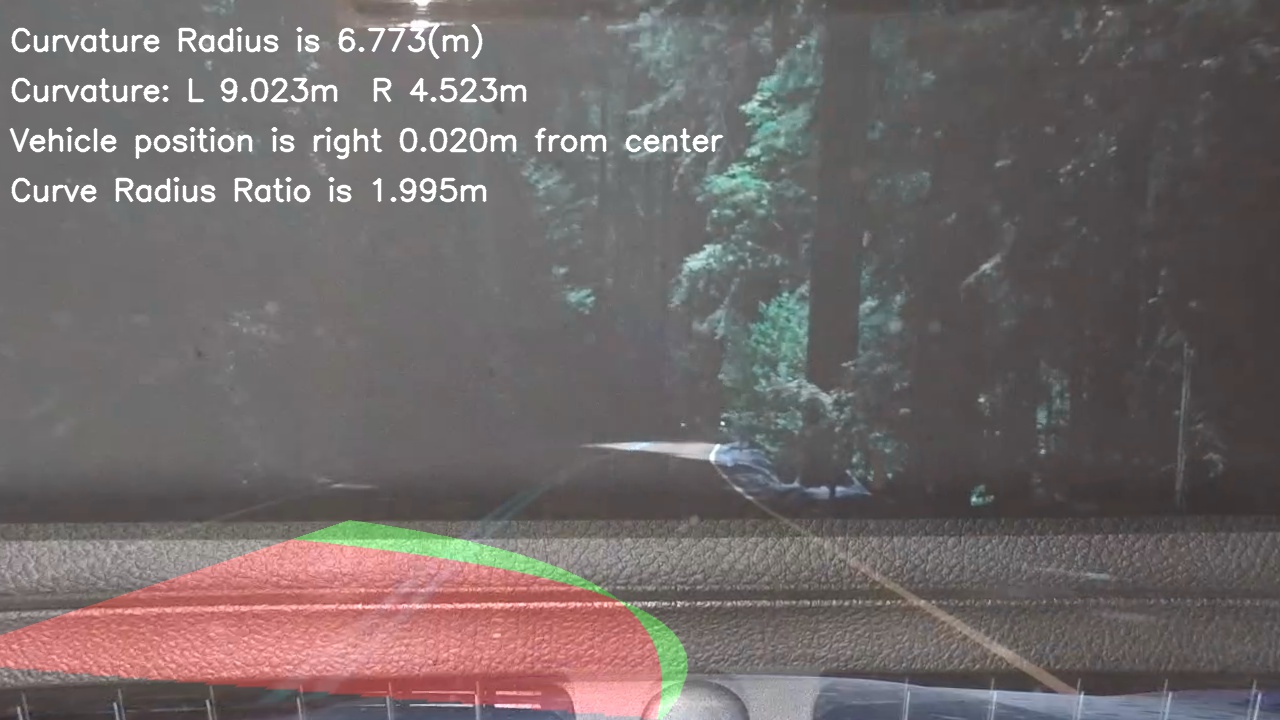 Curvature Radius is 6.773(m)
Curvature: L 9.023m R 4.523m
Vehicle position is right 0.020m from center
Curve Radius Ratio is 1.995m